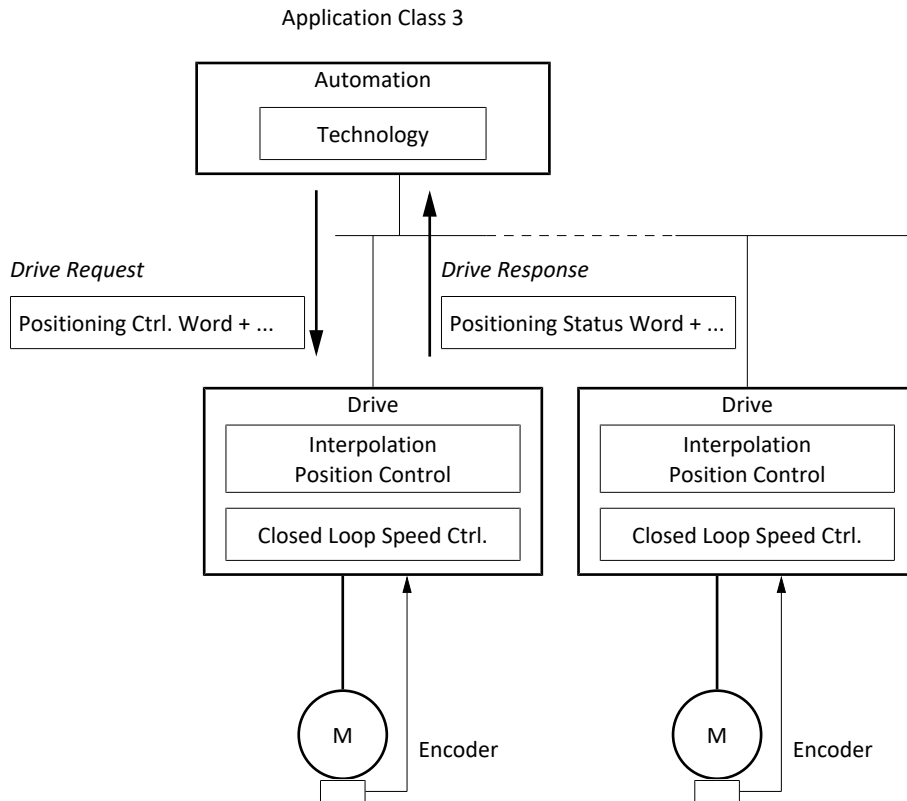 Application Class 3
Automation
Technology
Drive Request
Drive Response
Positioning Ctrl. Word + ...
Positioning Status Word + ...
Drive
Interpolation
Position Control
Closed Loop Speed Ctrl.
M
Encoder
Drive
Interpolation
Position Control
Closed Loop Speed Ctrl.
M
Encoder